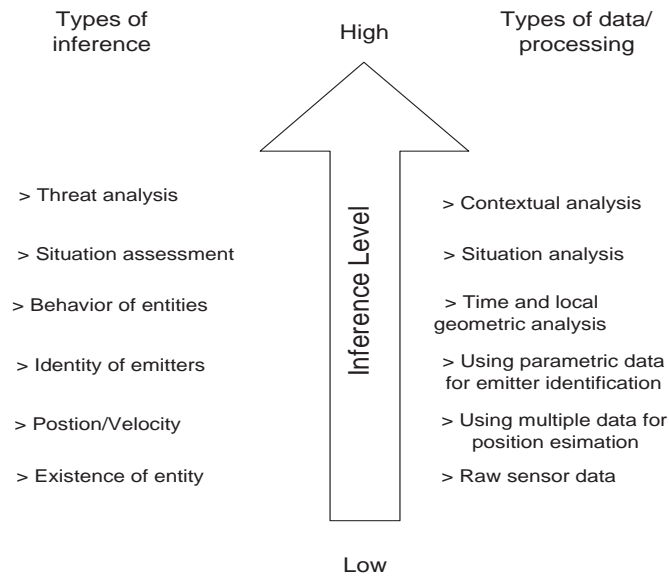 Types of
inference
High
Types of data/
processing
> Threat analysis
> Situation assessment
> Behavior of entities
> Identity of emitters
> Postion/Velocity
> Existence of entity
Inference Level
> Contextual analysis
> Situation analysis
> Time and local
geometric analysis
> Using parametric data
for emitter identification
> Using multiple data for
position esimation
> Raw sensor data
Low